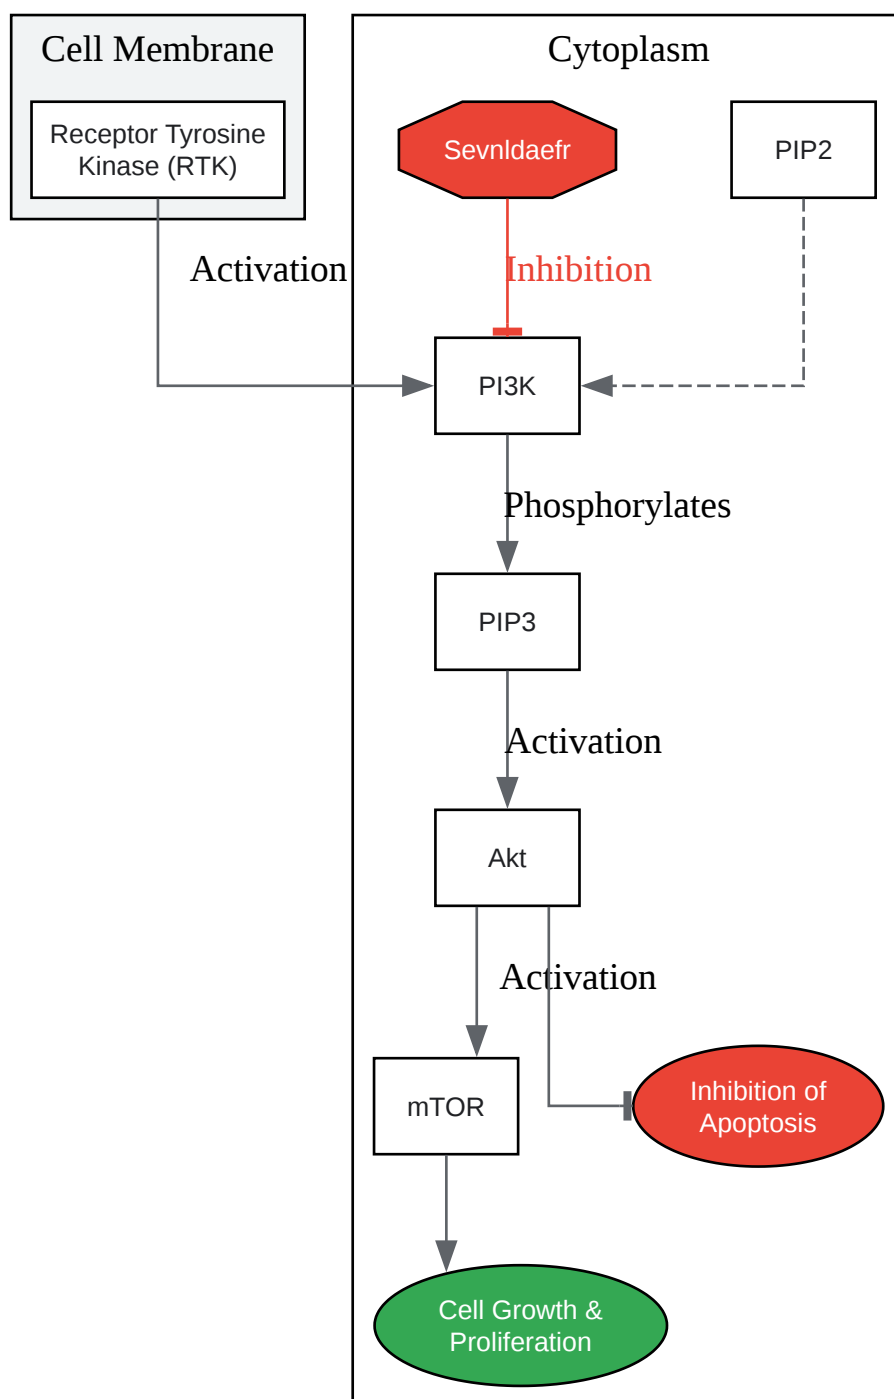 Cell Membrane
Cytoplasm
Receptor Tyrosine
Kinase (RTK)
Sevnldaefr
PIP2
Activation
Inhibition
PI3K
Phosphorylates
PIP3
Activation
Akt
Activation
mTOR
Inhibition of
Apoptosis
Cell Growth &
Proliferation